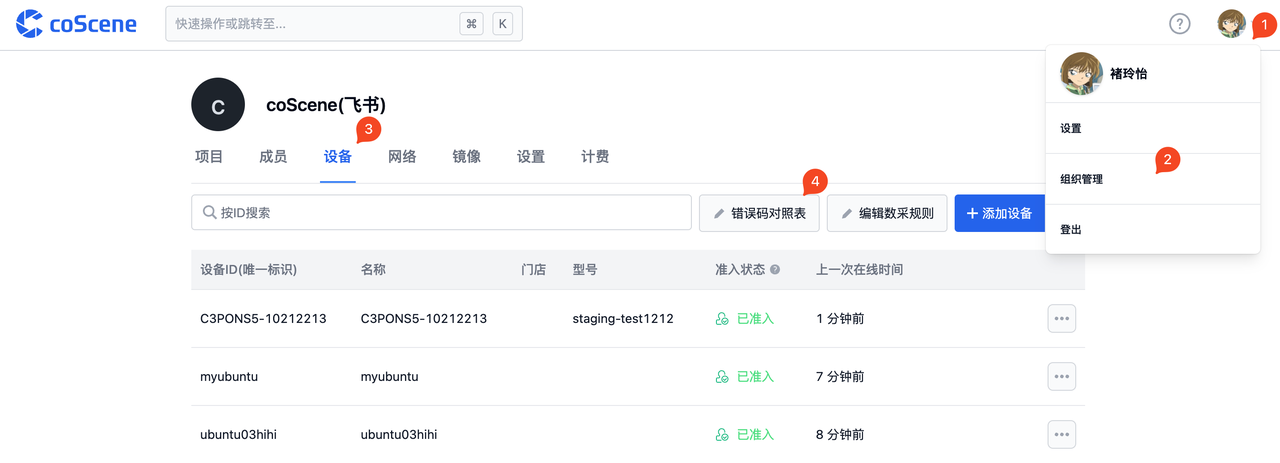 coScene 快速操作或跳转至... ⌘ K ? 1
褚玲怡
C coScene(飞书)
设置
3
项目 成员 设备 网络 镜像 设置 计费
2
组织管理
4
按ID搜索 错误码对照表 编辑数采规则 + 添加设备
登出
设备ID(唯一标识) 名称 门店 型号 准入状态 ? 上一次在线时间
C3PONS5-10212213 C3PONS5-10212213 staging-test1212 已准入 1 分钟前 •••
myubuntu myubuntu 已准入 7 分钟前 •••
ubuntu03hihi ubuntu03hihi 已准入 8 分钟前 •••